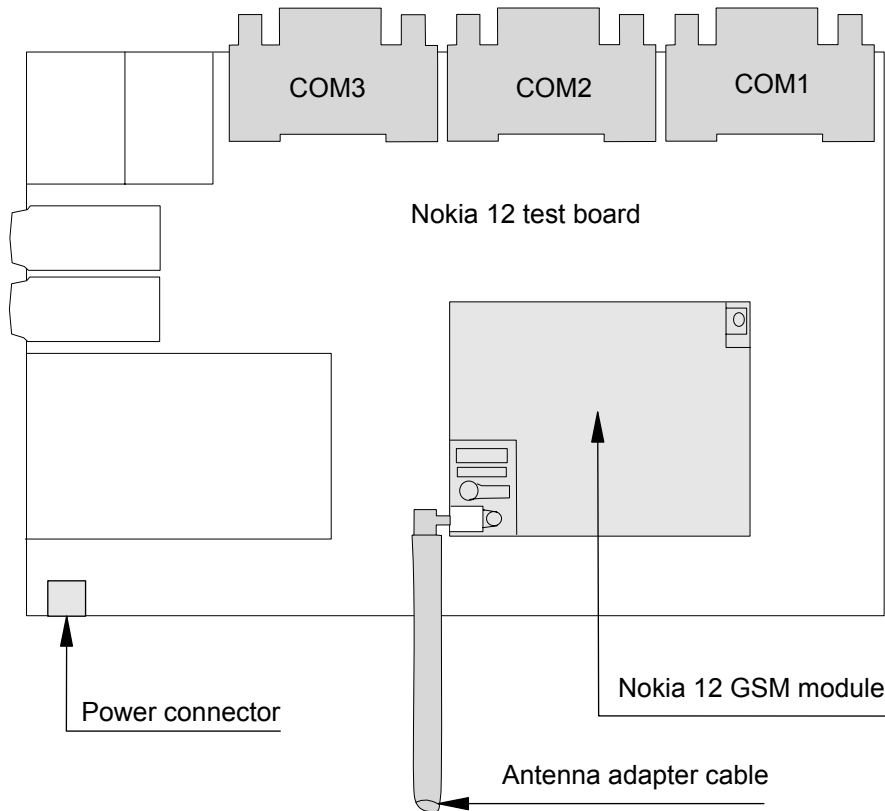 COM3
COM2
COM1
Nokia 12 test board
Nokia 12 GSM module
Power connector
Antenna adapter cable